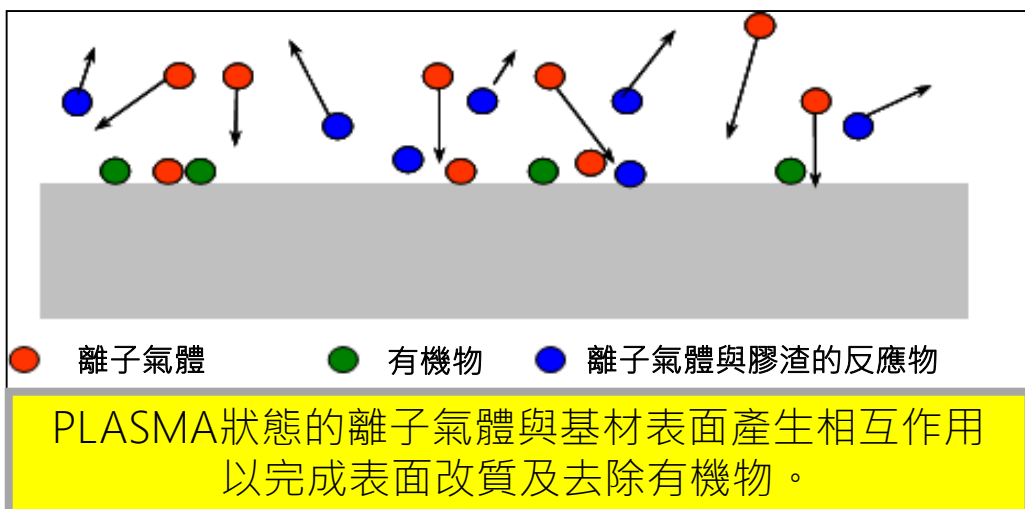 離子氣體
有機物
離子氣體與膠渣的反應物
PLASMA狀態的離子氣體與基材表面產生相互作用
以完成表面改質及去除有機物。